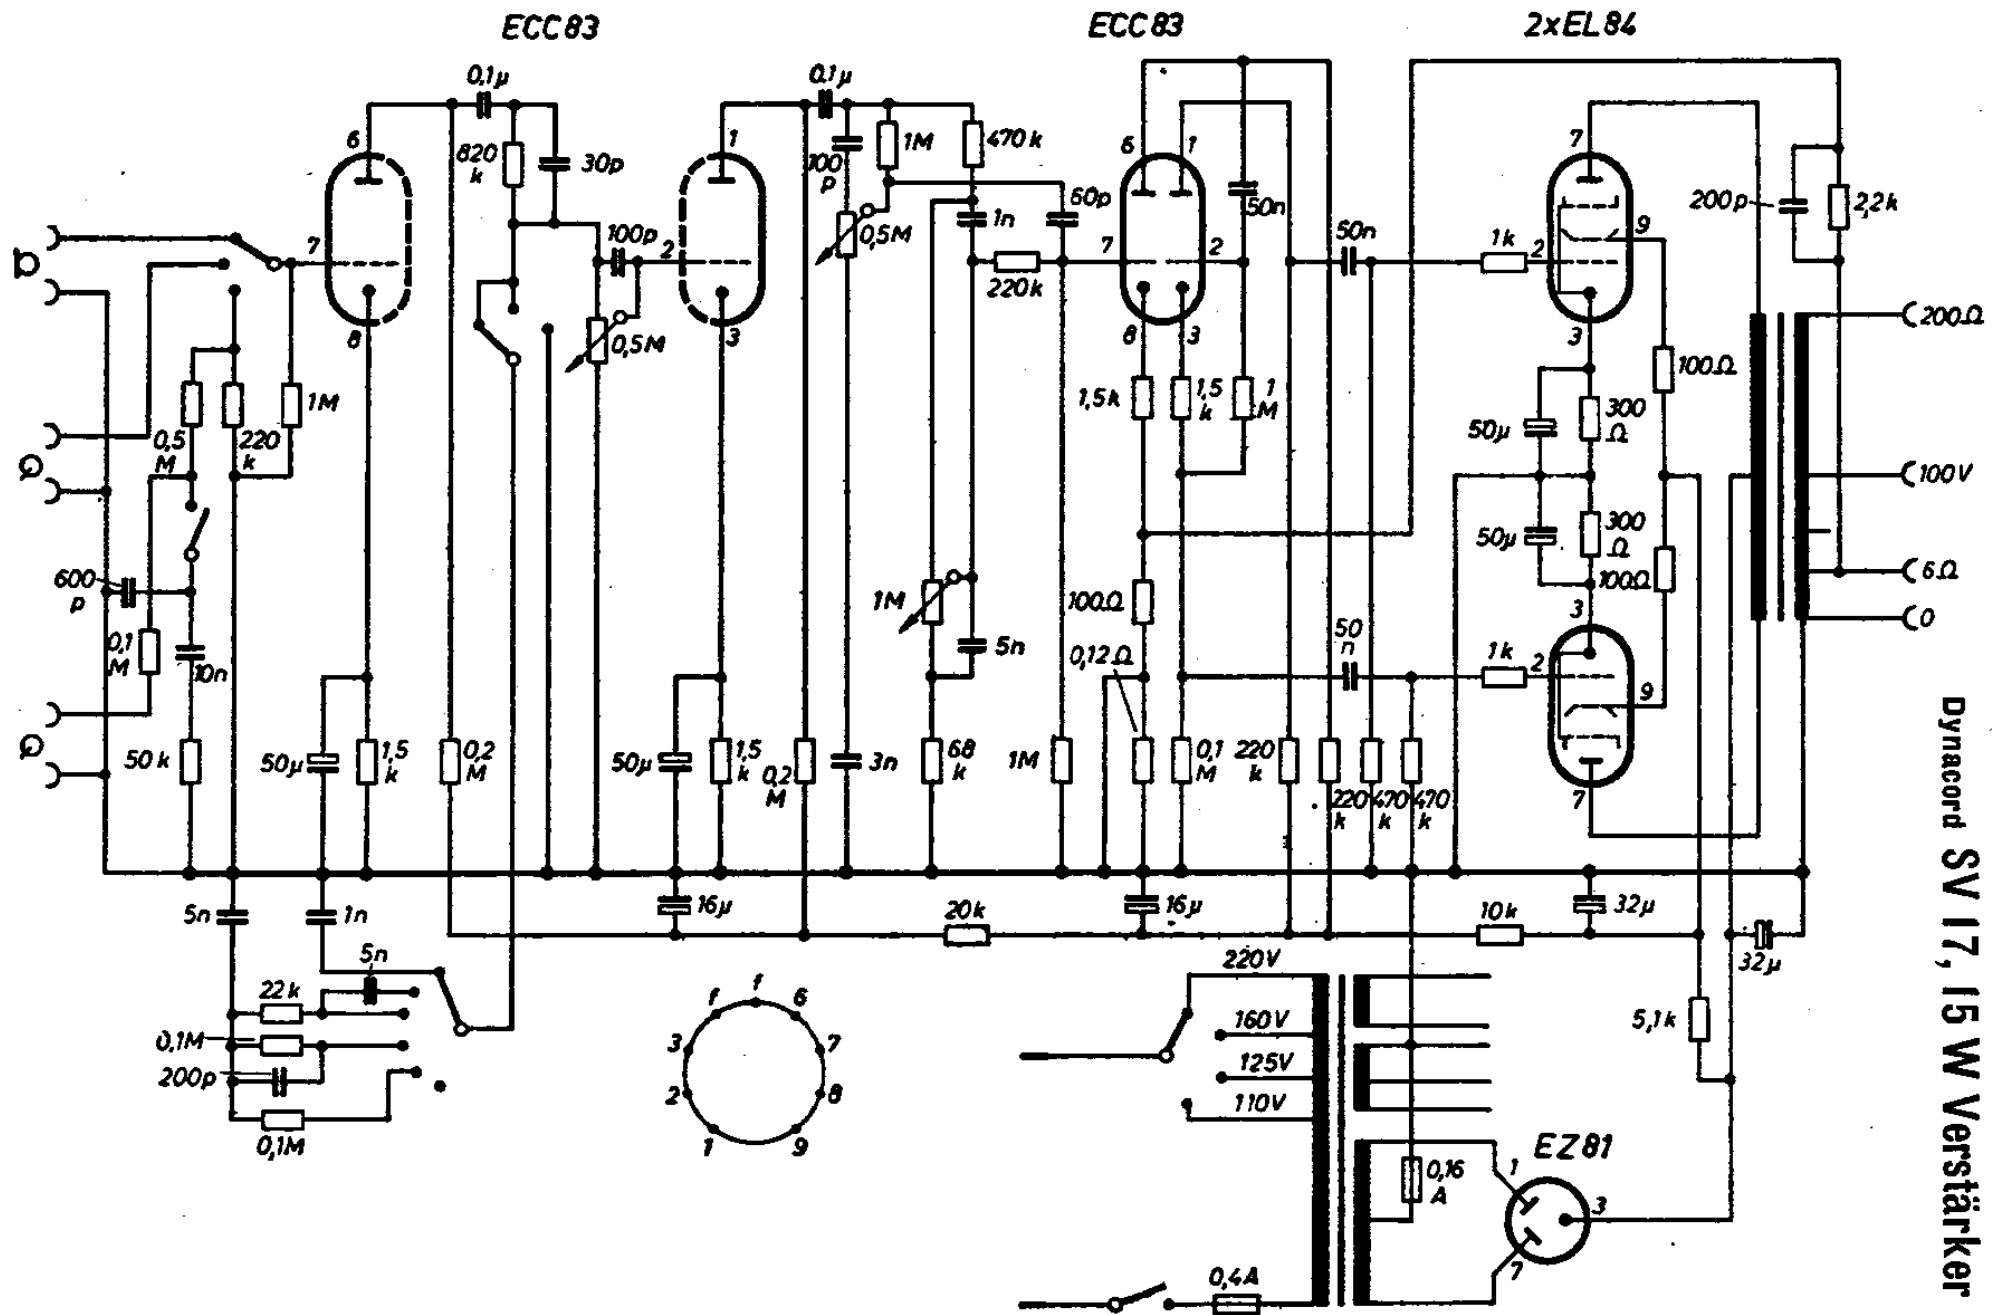 ECC83
ECC83
2xEL84
0,1µ
0,1µ
6
820
k
30p
1
100
p
1M
470k
6
1
60p
50n
7
200p
2,2k
7
100p
2
0,5M
1n
7
2
50n
1k
2
9
220k
200Ω
8
0,5M
3
8
3
3
100Ω
1M
1,5k
1,5
k
1
M
300
Ω
50µ
0,5
M
220
k
100V
300
Ω
50µ
100Ω
6Ω
600
p
1M
100Ω
3
0
0,1
M
10n
5n
0,12Ω
50
n
1k
2
9
50k
50µ
1,5
k
0,2
M
50µ
1,5
k
0,2
M
3n
68
k
1M
0,1
M
220
k
220
k
470
k
470
k
7
5n
1n
16µ
20k
16µ
10k
32µ
32µ
5n
22k
0,1M
200p
0,1M
f
f
6
3
7
2
8
1
9
220V
160V
125V
110V
5,1k
EZ81
0,16
A
1
3
7
0,4A
Dynacord SV 17, 15 W Verstärker